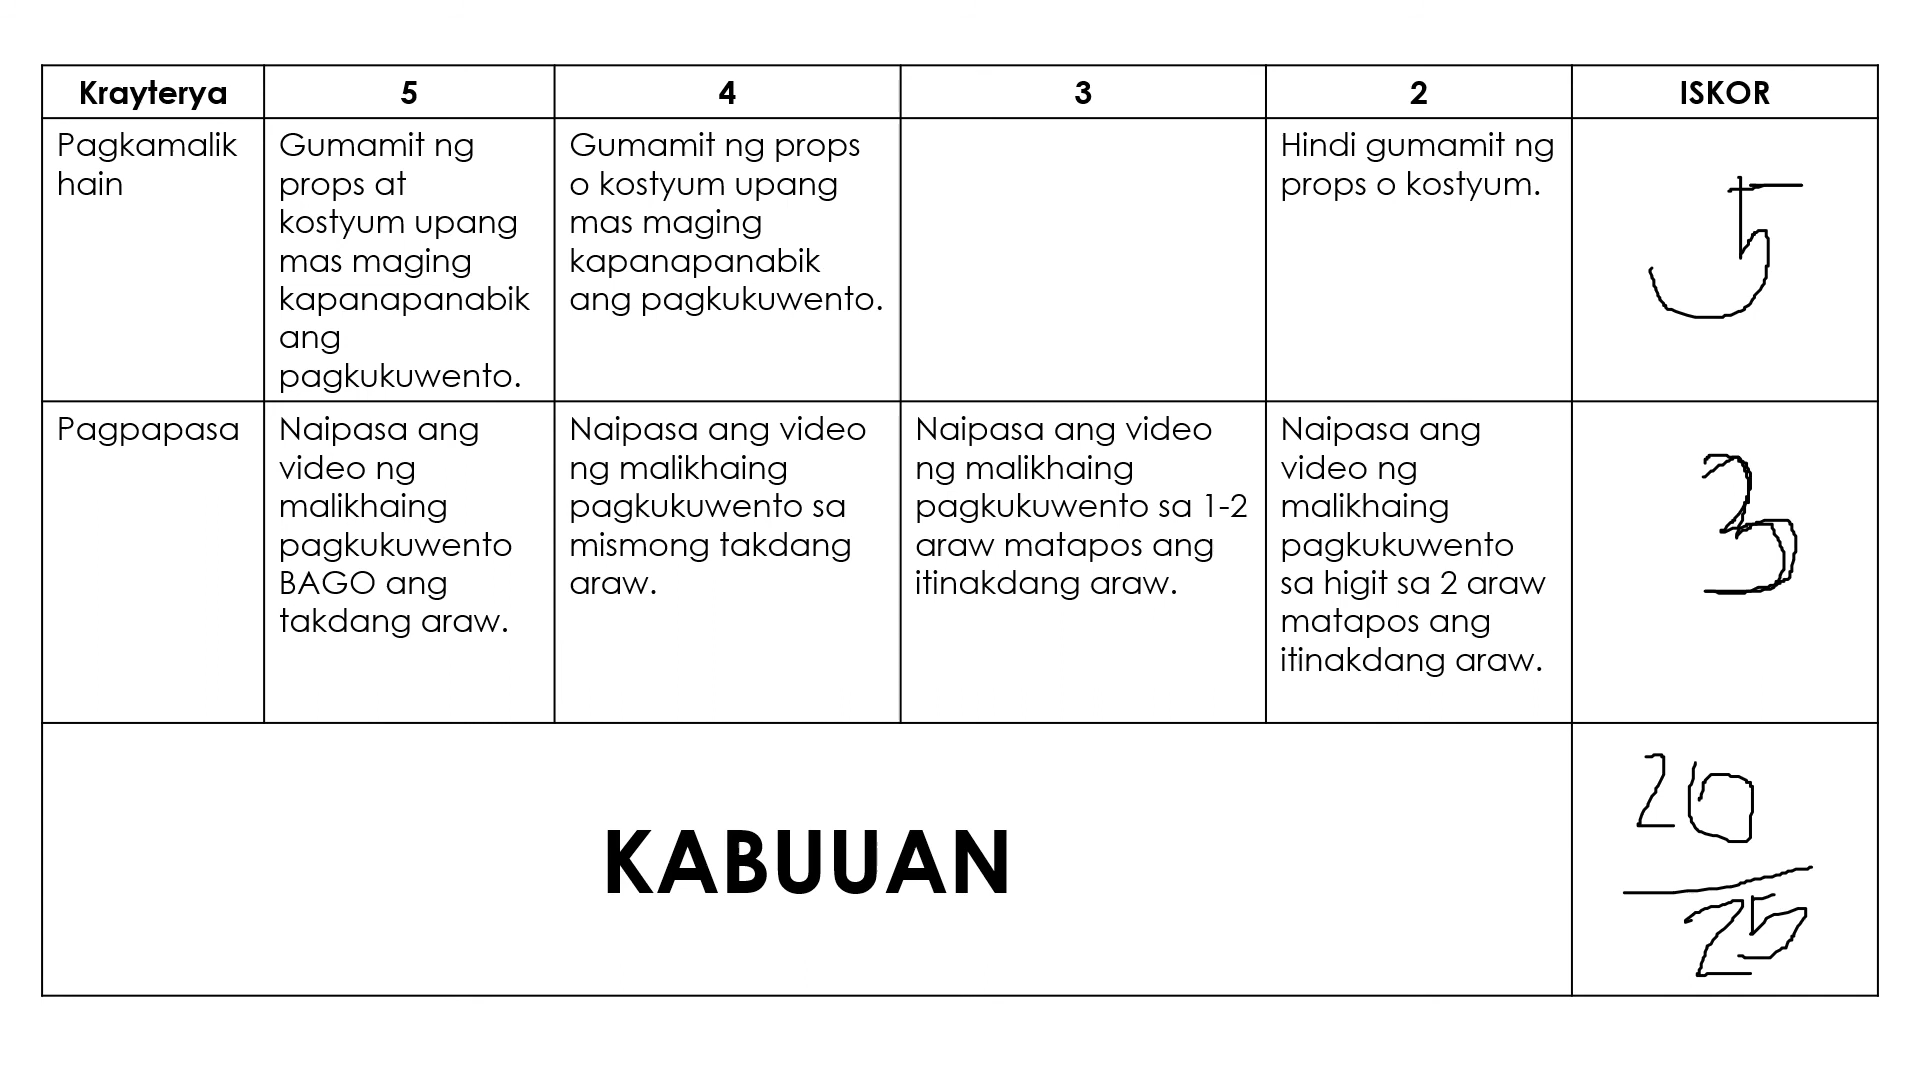 Krayterya 5 4 3 2 ISKOR
Pagkamalik
hain
Gumamit ng
props at
kostyum upang
mas maging
kapanapanabik
ang
pagkukuwento.
Gumamit ng props
o kostyum upang
mas maging
kapanapanabik
ang pagkukuwento.
Hindi gumamit ng
props o kostyum.
5
Pagpapasa
Naipasa ang
video ng
malikhaing
pagkukuwento
BAGO ang
takdang araw.
Naipasa ang video
ng malikhaing
pagkukuwento sa
mismong takdang
araw.
Naipasa ang video
ng malikhaing
pagkukuwento sa 1-2
araw matapos ang
itinakdang araw.
Naipasa ang
video ng
malikhaing
pagkukuwento
sa higit sa 2 araw
matapos ang
itinakdang araw.
3
KABUUAN
25